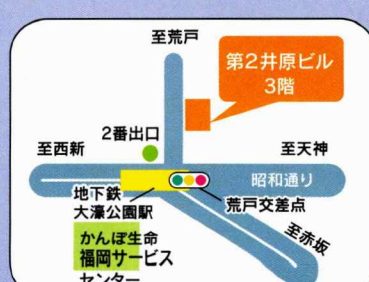 至荒戸
第2井原ビル
3階
2番出口
至西新
至天神
昭和通り
地下鉄
大濠公園駅
荒戸交差点
至赤坂
かんぽ生命
福岡サービス
センター